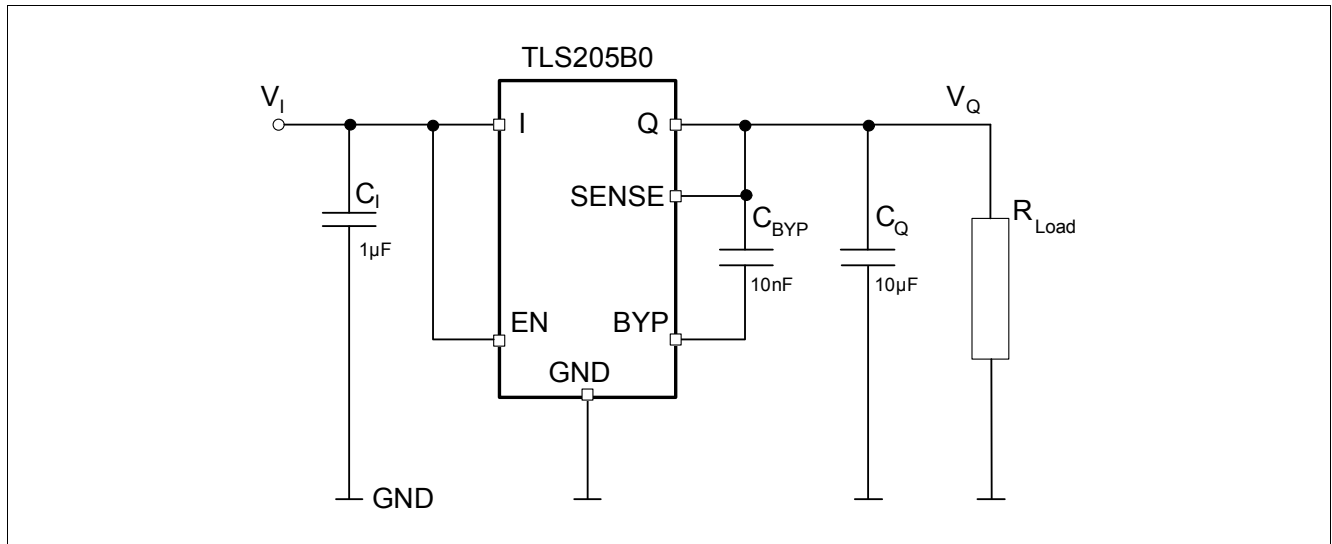 TLS205B0
V_I
V_Q
I
Q
C_I
1µF
SENSE
C_BYP
10nF
C_Q
10µF
R_Load
EN
BYP
GND
GND